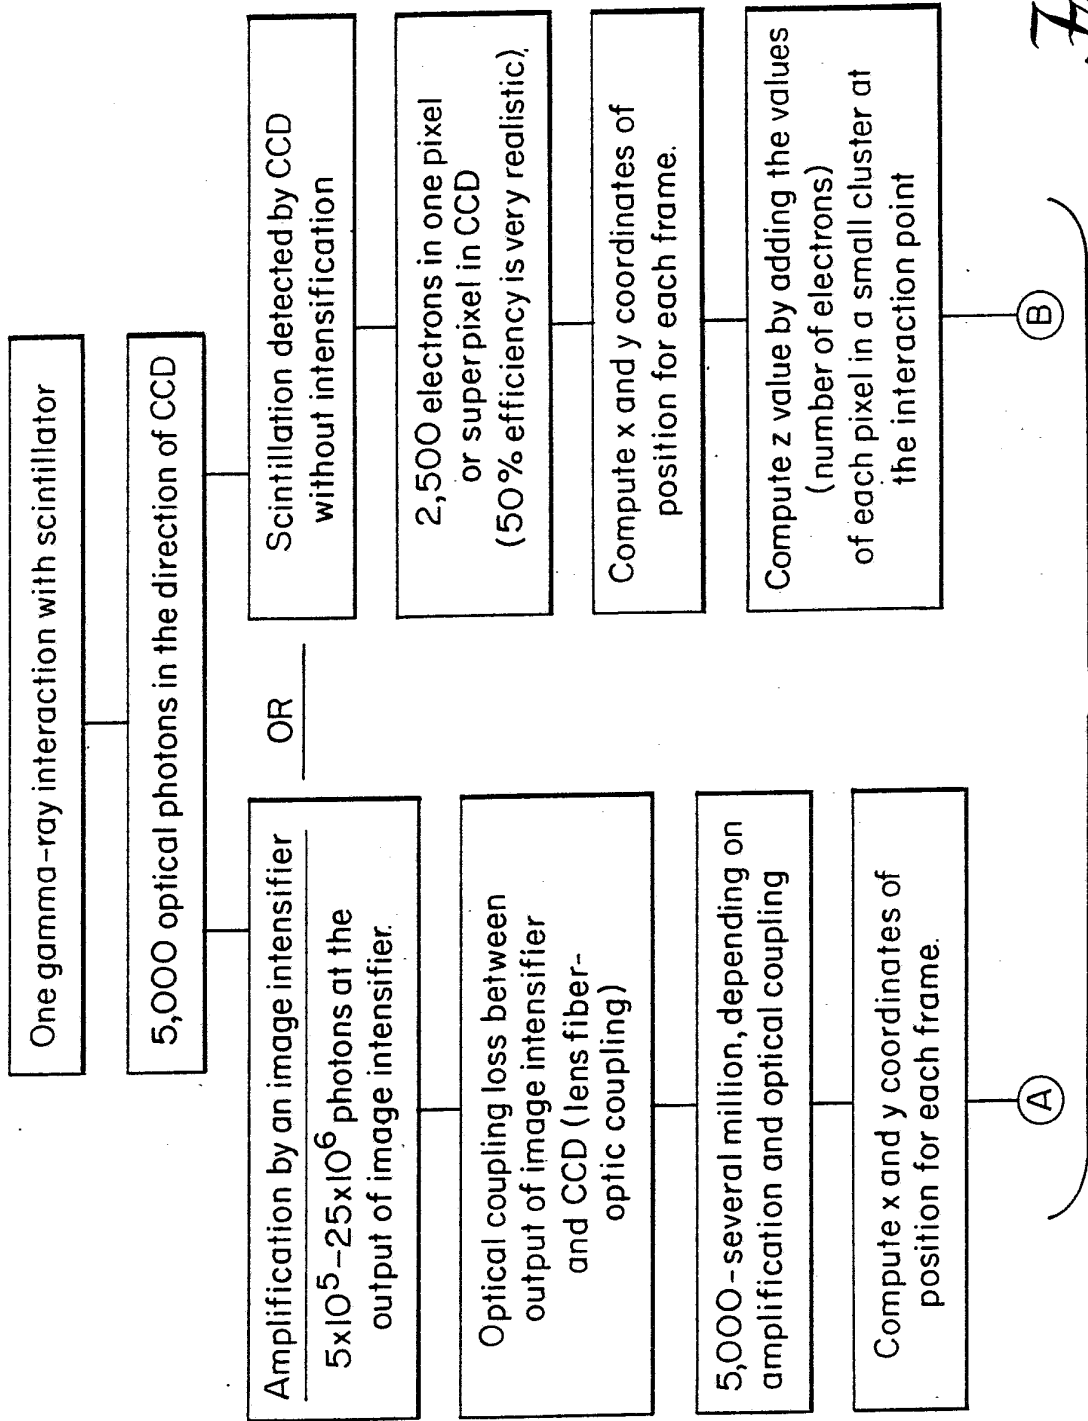 One gamma-ray interaction with scintillator
5,000 optical photons in the direction of CCD
Amplification by an image intensifier
5x10⁵-25x10⁶ photons at the
output of image intensifier.
Optical coupling loss between
output of image intensifier
and CCD (lens fiber-
optic coupling)
5,000-several million, depending on
amplification and optical coupling
Compute x and y coordinates of
position for each frame.
A
OR
Scintillation detected by CCD
without intensification
2,500 electrons in one pixel
or superpixel in CCD
(50% efficiency is very realistic).
Compute x and y coordinates of
position for each frame.
Compute z value by adding the values
(number of electrons)
of each pixel in a small cluster at
the interaction point
B